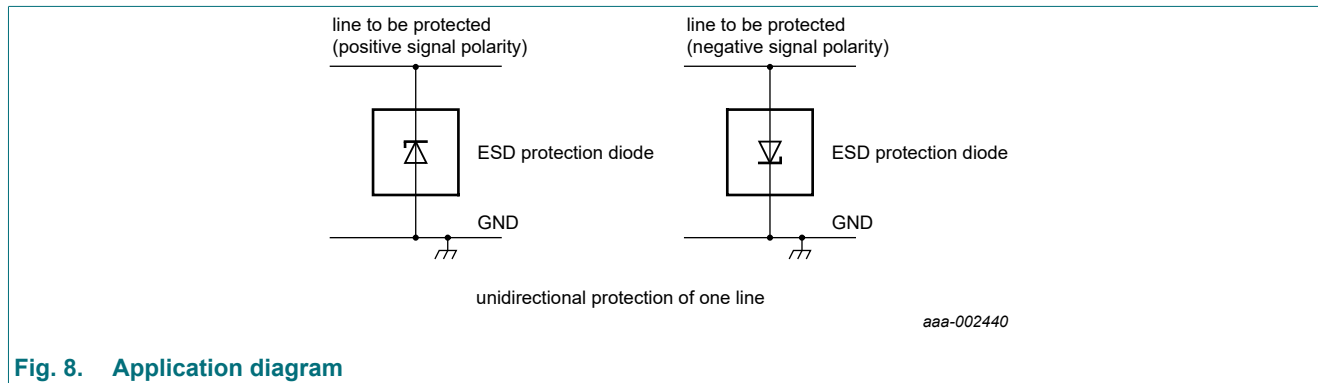 line to be protected
(positive signal polarity)
line to be protected
(negative signal polarity)
ESD protection diode
ESD protection diode
GND
GND
unidirectional protection of one line
aaa-002440
Fig. 8. Application diagram